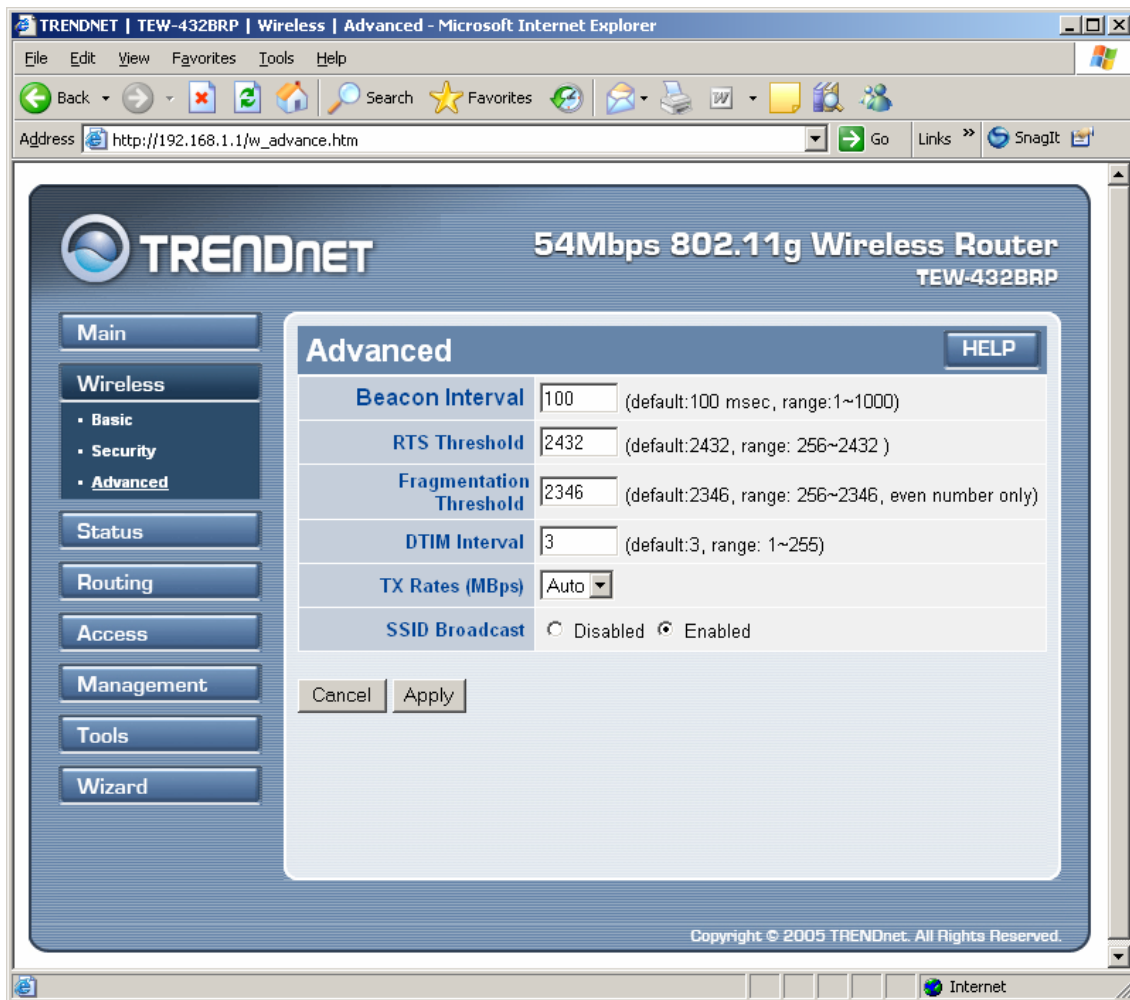 TRENDNET | TEW-432BRP | Wireless | Advanced - Microsoft Internet Explorer
File Edit View Favorites Tools Help
Back Search Favorites
Address http://192.168.1.1/w_advance.htm Go Links » SnagIt
TRENDNET
54Mbps 802.11g Wireless Router
TEW-432BRP
Main
Wireless
Basic
Security
Advanced
Status
Routing
Access
Management
Tools
Wizard
Advanced HELP
Beacon Interval 100 (default:100 msec, range:1~1000)
RTS Threshold 2432 (default:2432, range: 256~2432 )
Fragmentation
Threshold 2346 (default:2346, range: 256~2346, even number only)
DTIM Interval 3 (default:3, range: 1~255)
TX Rates (MBps) Auto
SSID Broadcast Disabled Enabled
Cancel Apply
Copyright © 2005 TRENDnet. All Rights Reserved.
Internet